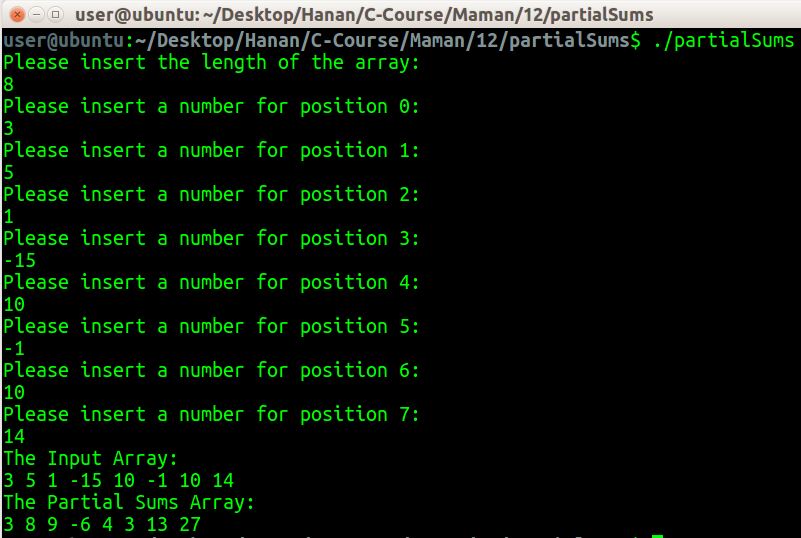 user@ubuntu: ~/Desktop/Hanan/C-Course/Maman/12/partialSums
user@ubuntu:~/Desktop/Hanan/C-Course/Maman/12/partialSums$ ./partialSums
Please insert the length of the array:
8
Please insert a number for position 0:
3
Please insert a number for position 1:
5
Please insert a number for position 2:
1
Please insert a number for position 3:
-15
Please insert a number for position 4:
10
Please insert a number for position 5:
-1
Please insert a number for position 6:
10
Please insert a number for position 7:
14
The Input Array:
3 5 1 -15 10 -1 10 14
The Partial Sums Array:
3 8 9 -6 4 3 13 27